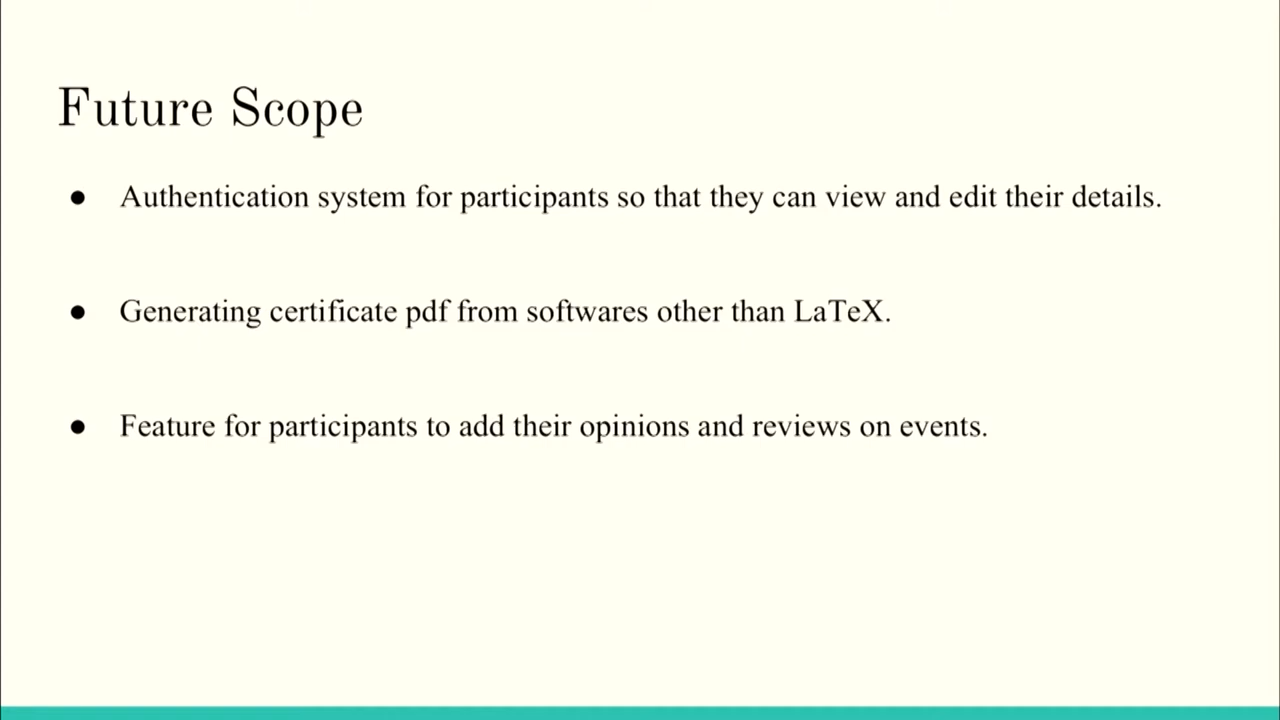 Future Scope
● Authentication system for participants so that they can view and edit their details.
● Generating certificate pdf from softwares other than LaTeX.
● Feature for participants to add their opinions and reviews on events.